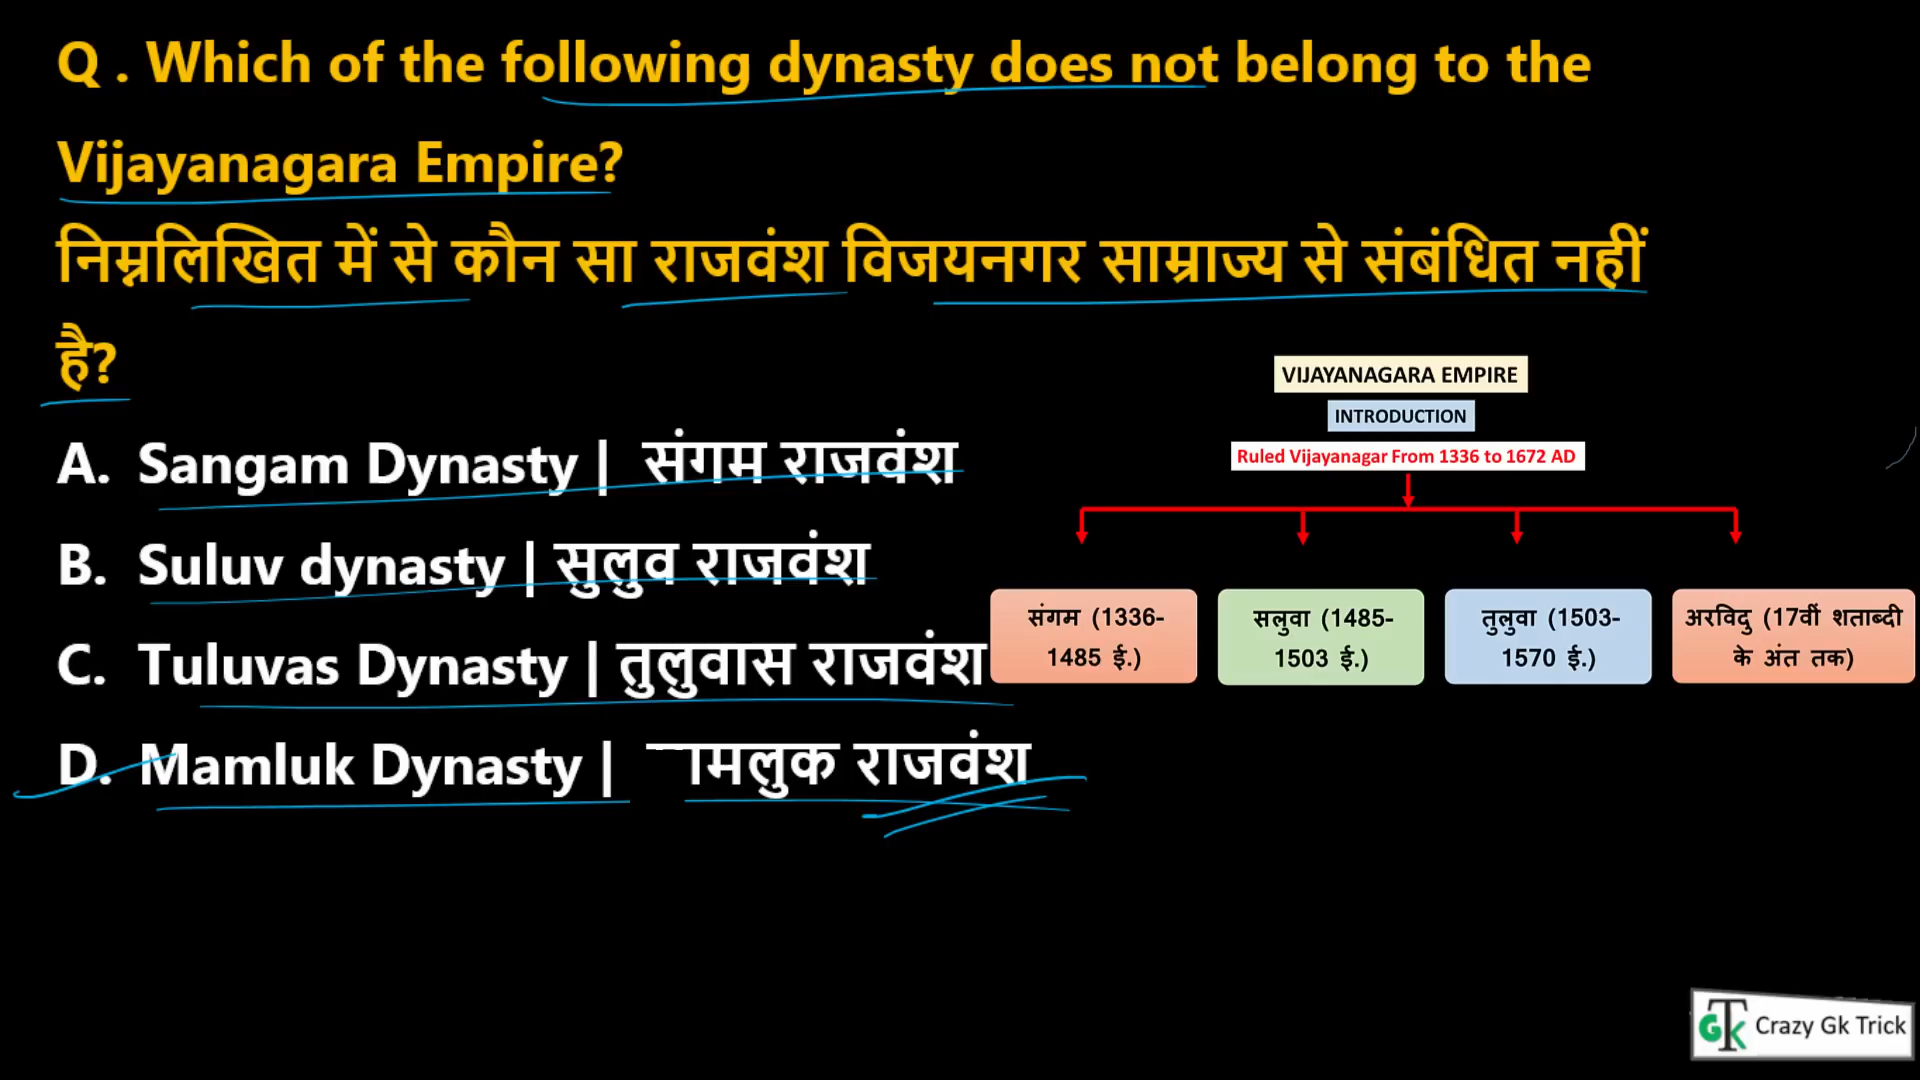 Q . Which of the following dynasty does not belong to the
Vijayanagara Empire?
निम्नलिखित में से कौन सा राजवंश विजयनगर साम्राज्य से संबंधित नहीं
है?
A. Sangam Dynasty | संगम राजवंश
B. Suluv dynasty | सुलुव राजवंश
C. Tuluvas Dynasty | तुलुवास राजवंश
D. Mamluk Dynasty | राजवंश
VIJAYANAGARA EMPIRE
INTRODUCTION
Ruled Vijayanagar From 1336 to 1672 AD
संगम (1336-
1485 ई.)
सलुवा (1485-
1503 ई.)
तुलुवा (1503-
1570 ई.)
अरविदु (17वीं शताब्दी
के अंत तक)
GTK Crazy Gk Trick